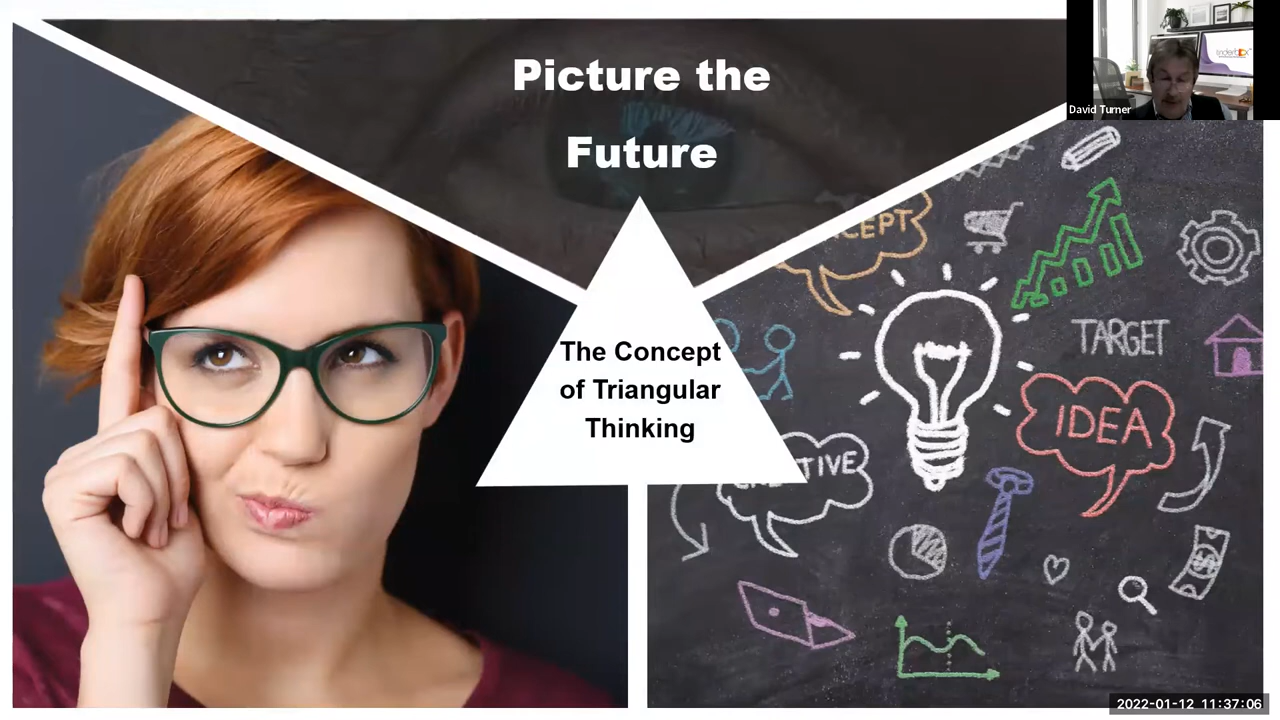 Picture the
Future
David Turner
The Concept
of Triangular
Thinking
CEPT
TARGET
IDEA
TIVE
2022-01-12 11:37:06